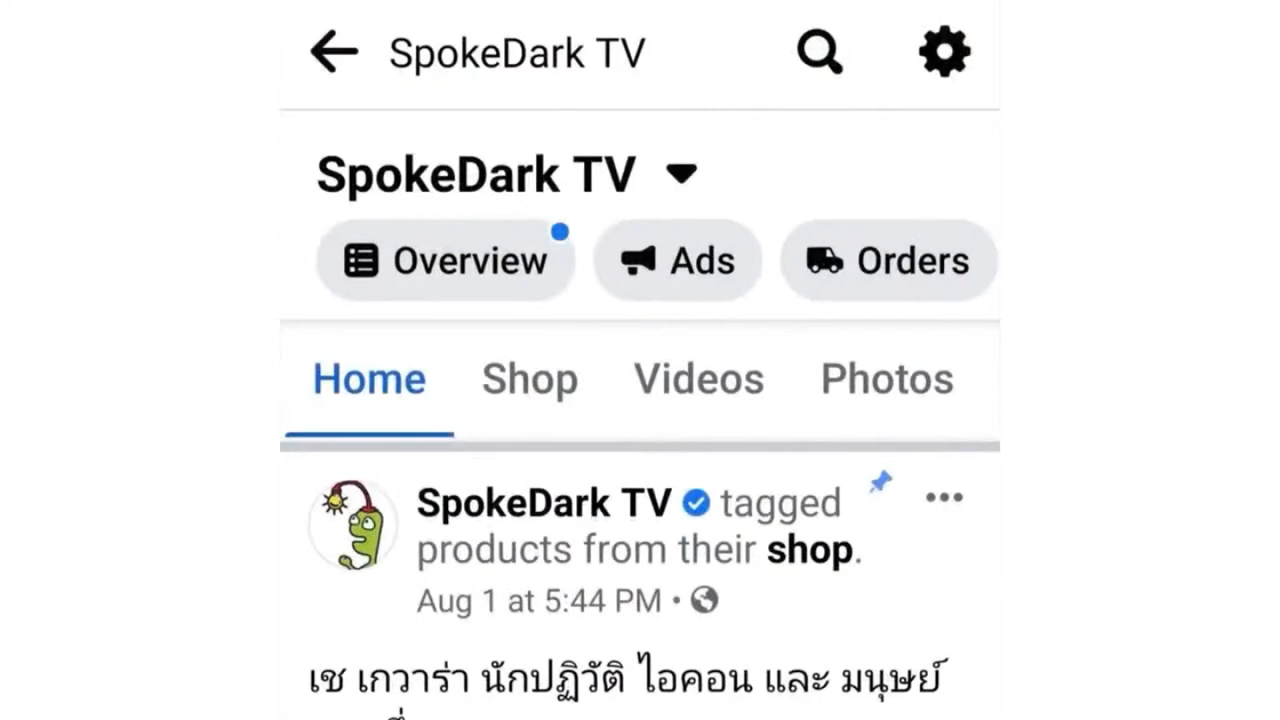 SpokeDark TV
SpokeDark TV
Overview Ads Orders
Home Shop Videos Photos
SpokeDark TV tagged
products from their shop.
Aug 1 at 5:44 PM •
เช เกวาร่า นักปฏิวัติ ไอคอน และ มนุษย์